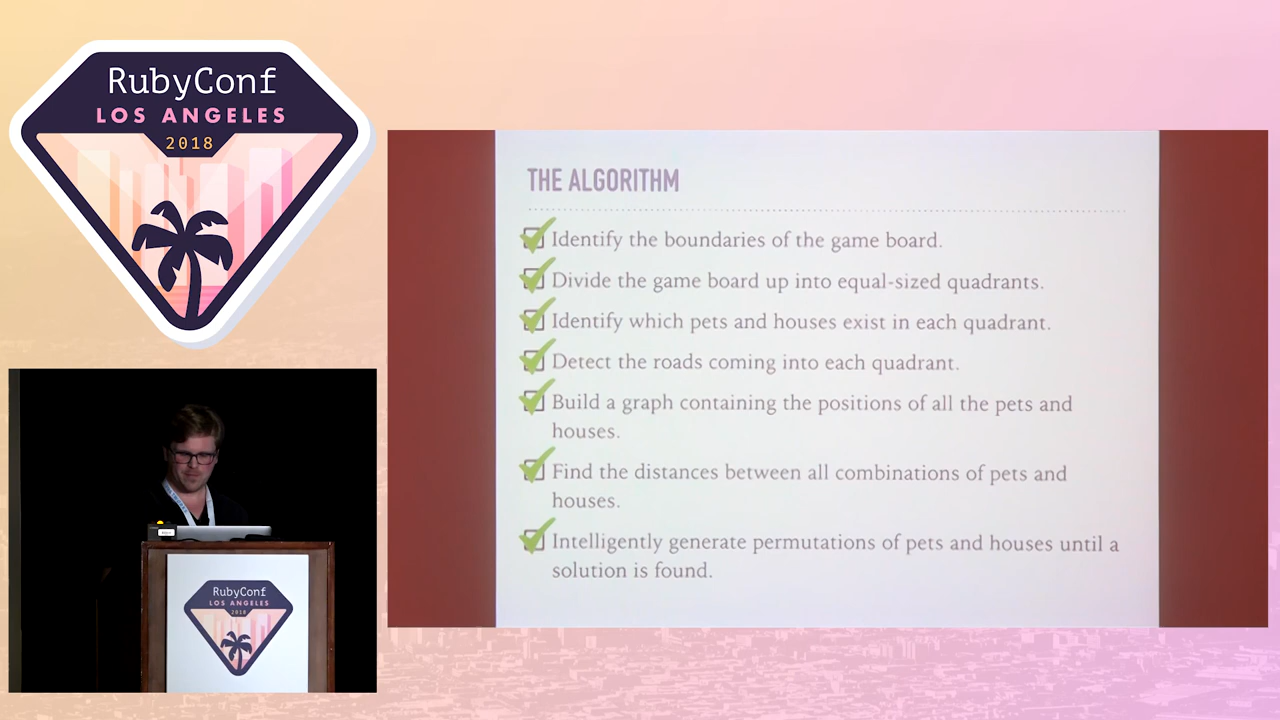 RubyConf
LOS ANGELES
2018
THE ALGORITHM
Identify the boundaries of the game board.
Divide the game board up into equal-sized quadrants.
Identify which pets and houses exist in each quadrant.
Detect the roads coming into each quadrant.
Build a graph containing the positions of all the pets and
houses.
Find the distances between all combinations of pets and
houses.
Intelligently generate permutations of pets and houses until a
solution is found.
RubyConf
LOS ANGELES
2018